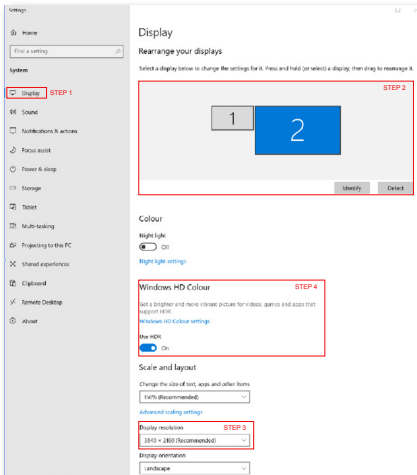 Settings
Home
Find a setting
System
Display STEP 1
Sound
Notifications & actions
Focus assist
Power & sleep
Storage
Tablet
Multi-tasking
Projecting to this PC
Shared experiences
Clipboard
Remote Desktop
About
Display
Rearrange your displays
Select a display below to change the settings for it. Press and hold (or select) a display, then drag to rearrange it.
STEP 2
1
2
Identify Detect
Colour
Night light
Off
Night light settings
Windows HD Colour STEP 4
Get a brighter and more vibrant picture for videos, games and apps that
support HDR.
Windows HD Colour settings
Use HDR
On
Scale and layout
Change the size of text, apps and other items
150% (Recommended)
Advanced scaling settings
Display resolution STEP 3
3840 × 2160 (Recommended)
Display orientation
Landscape